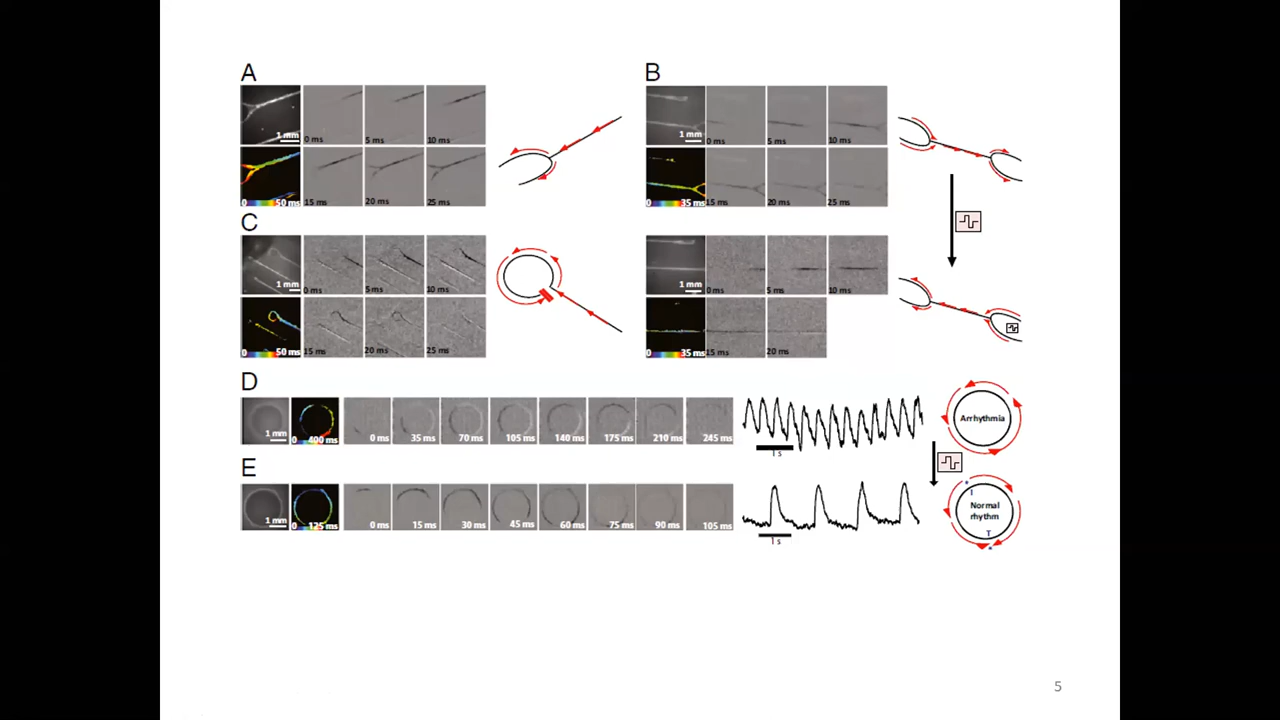 A
1 mm
0 ms
5 ms
10 ms
0
50 ms
15 ms
20 ms
25 ms
B
1 mm
0 ms
5 ms
10 ms
0
35 ms
15 ms
20 ms
25 ms
C
1 mm
0 ms
5 ms
10 ms
0
50 ms
15 ms
20 ms
25 ms
1 mm
0 ms
5 ms
10 ms
0
35 ms
15 ms
20 ms
D
1 mm
0
400 ms
0 ms
35 ms
70 ms
105 ms
140 ms
175 ms
210 ms
245 ms
1 s
Arrhythmia
E
1 mm
0
125 ms
0 ms
15 ms
30 ms
45 ms
60 ms
75 ms
90 ms
105 ms
1 s
* I
Normal
rhythm
T
*
5